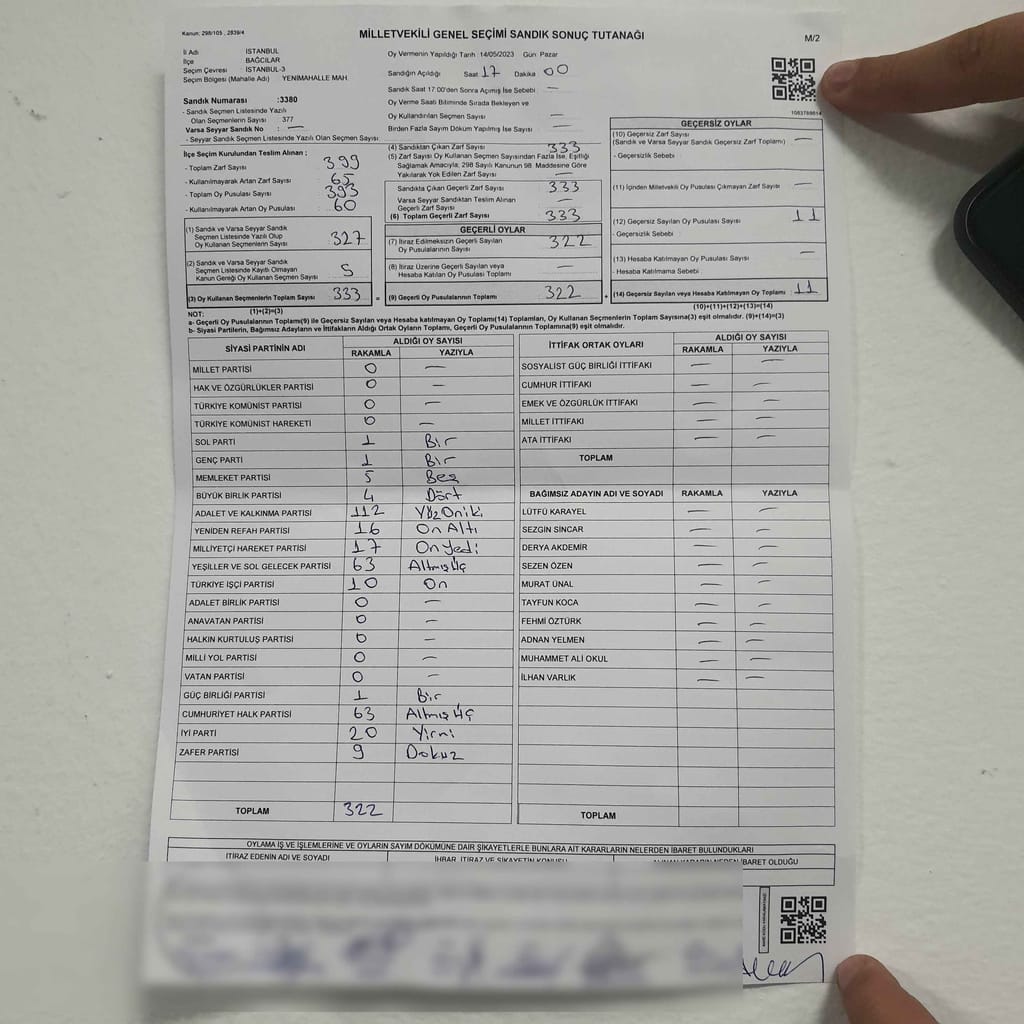 Kanun: 298/105 , 2839/4
MİLLETVEKİLİ GENEL SEÇİMİ SANDIK SONUÇ TUTANAĞI
M/2
İl Adı İSTANBUL
İlçe BAĞCILAR
Seçim Çevresi İSTANBUL-3
Seçim Bölgesi (Mahalle Adı) YENİMAHALLE MAH.
Sandık Numarası :3380
- Sandık Seçmen Listesinde Yazılı
Olan Seçmenlerin Sayısı 377
Varsa Seyyar Sandık No : —
- Seyyar Sandık Seçmen Listesinde Yazılı Olan Seçmen Sayısı
Oy Vermenin Yapıldığı Tarih :14/05/2023 Gün: Pazar
Sandığın Açıldığı Saat 17 Dakika 00
Sandık Saat 17:00'den Sonra Açımış İse Sebebi —
Oy Verme Saati Bitiminde Sırada Bekleyen ve
Oy Kullandırılan Seçmen Sayısı —
Birden Fazla Sayım Döküm Yapılmış İse Sayısı —
1083789814
İlçe Seçim Kurulundan Teslim Alınan ;
- Toplam Zarf Sayısı 399
- Kullanılmayarak Artan Zarf Sayısı 65
- Toplam Oy Pusulası Sayısı 393
- Kullanılmayarak Artan Oy Pusulası 60
(1) Sandık ve Varsa Seyyar Sandık
Seçmen Listesinde Yazılı Olup
Oy Kullanan Seçmenlerin Sayısı 327
(2) Sandık ve Varsa Seyyar Sandık
Seçmen Listesinde Kayıtlı Olmayan
Kanun Gereği Oy Kullanan Seçmen Sayısı 5
(3) Oy Kullanan Seçmenlerin Toplam Sayısı 333 =
(1)+(2)=(3)
(4) Sandıktan Çıkan Zarf Sayısı 333
(5) Zarf Sayısı Oy Kullanan Seçmen Sayısından Fazla İse, Eşitliği
Sağlamak Amacıyla; 298 Sayılı Kanunun 98. Maddesine Göre
Yakılarak Yok Edilen Zarf Sayısı —
Sandıkta Çıkan Geçerli Zarf Sayısı 333
Varsa Seyyar Sandıktan Teslim Alınan
Geçerli Zarf Sayısı —
(6) Toplam Geçerli Zarf Sayısı 333
GEÇERLİ OYLAR
(7) İtiraz Edilmeksizin Geçerli Sayılan
Oy Pusulalarının Sayısı 322
(8) İtiraz Üzerine Geçerli Sayılan veya
Hesaba Katılan Oy Pusulası Toplamı —
(9) Geçerli Oy Pusulalarının Toplamı 322 +
GEÇERSİZ OYLAR
(10) Geçersiz Zarf Sayısı
(Sandık ve Varsa Seyyar Sandık Geçersiz Zarf Toplamı) —
- Geçersizlik Sebebi
(11) İçinden Milletvekili Oy Pusulası Çıkmayan Zarf Sayısı —
(12) Geçersiz Sayılan Oy Pusulası Sayısı 11
- Geçersizlik Sebebi
(13) Hesaba Katılmayan Oy Pusulası Sayısı —
- Hesaba Katılmama Sebebi
(14) Geçersiz Sayılan veya Hesaba Katılmayan Oy Toplamı 11
(10)+(11)+(12)+(13)=(14)
NOT:
a- Geçerli Oy Pusulalarının Toplamı(9) ile Geçersiz Sayılan veya Hesaba katılmayan Oy Toplamı(14) Toplamları, Oy Kullanan Seçmenlerin Toplam Sayısına(3) eşit olmalıdır. (9)+(14)=(3)
b- Siyasi Partilerin, Bağımsız Adayların ve İttifakların Aldığı Ortak Oyların Toplamı, Geçerli Oy Pusulalarının Toplamına(9) eşit olmalıdır.
SİYASİ PARTİNİN ADI ALDIĞI OY SAYISI
RAKAMLA YAZIYLA
MİLLET PARTİSİ 0 —
HAK VE ÖZGÜRLÜKLER PARTİSİ 0 —
TÜRKİYE KOMÜNİST PARTİSİ 0 —
TÜRKİYE KOMÜNİST HAREKETİ 0 —
SOL PARTİ 1 Bir
GENÇ PARTİ 1 Bir
MEMLEKET PARTİSİ 5 Beş
BÜYÜK BİRLİK PARTİSİ 4 Dört
ADALET VE KALKINMA PARTİSİ 112 Yüz Oniki
YENİDEN REFAH PARTİSİ 16 On Altı
MİLLİYETÇİ HAREKET PARTİSİ 17 On Yedi
YEŞİLLER VE SOL GELECEK PARTİSİ 63 Altmış Üç
TÜRKİYE İŞÇİ PARTİSİ 10 On
ADALET BİRLİK PARTİSİ 0 —
ANAVATAN PARTİSİ 0 —
HALKIN KURTULUŞ PARTİSİ 0 —
MİLLİ YOL PARTİSİ 0 —
VATAN PARTİSİ 0 —
GÜÇ BİRLİĞİ PARTİSİ 1 Bir
CUMHURİYET HALK PARTİSİ 63 Altmış Üç
İYİ PARTİ 20 Yirmi
ZAFER PARTİSİ 9 Dokuz
TOPLAM 322
İTTİFAK ORTAK OYLARI ALDIĞI OY SAYISI
RAKAMLA YAZIYLA
SOSYALİST GÜÇ BİRLİĞİ İTTİFAKI — —
CUMHUR İTTİFAKI — —
EMEK VE ÖZGÜRLÜK İTTİFAKI — —
MİLLET İTTİFAKI — —
ATA İTTİFAKI — —
TOPLAM
BAĞIMSIZ ADAYIN ADI VE SOYADI RAKAMLA YAZIYLA
LÜTFÜ KARAYEL — —
SEZGİN SİNCAR — —
DERYA AKDEMİR — —
SEZEN ÖZEN — —
MURAT ÜNAL — —
TAYFUN KOCA — —
FEHMİ ÖZTÜRK — —
ADNAN YELMEN — —
MUHAMMET ALİ OKUL — —
İLHAN VARLIK — —
TOPLAM
OYLAMA İŞ VE İŞLEMLERİNE VE OYLARIN SAYIM DÖKÜMÜNE DAİR ŞİKAYETLERLE BUNLARA AİT KARARLARIN NELERDEN İBARET BULUNDUKLARI
İTİRAZ EDENİN ADI VE SOYADI İHBAR, İTİRAZ VE ŞİKAYETİN KONUSU ALINAN KARARIN NEDEN İBARET OLDUĞU